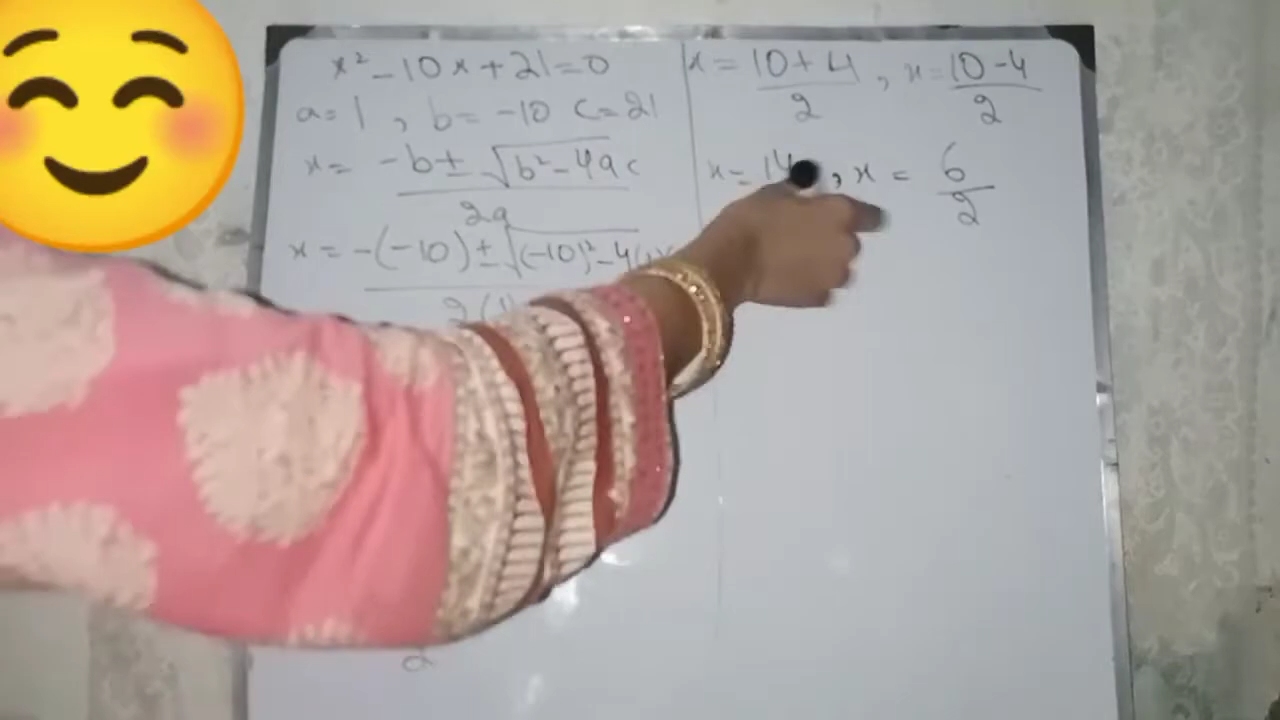 x² - 10x + 21 = 0
a = 1 , b = -10 c = 21
x = -b ± √b² - 4ac
2a
x = -(-10) ± √(-10)² - 4(1)
2(1
2
x = 10 + 4 , x = 10 - 4
2 2
x = 14 , x = 6
2